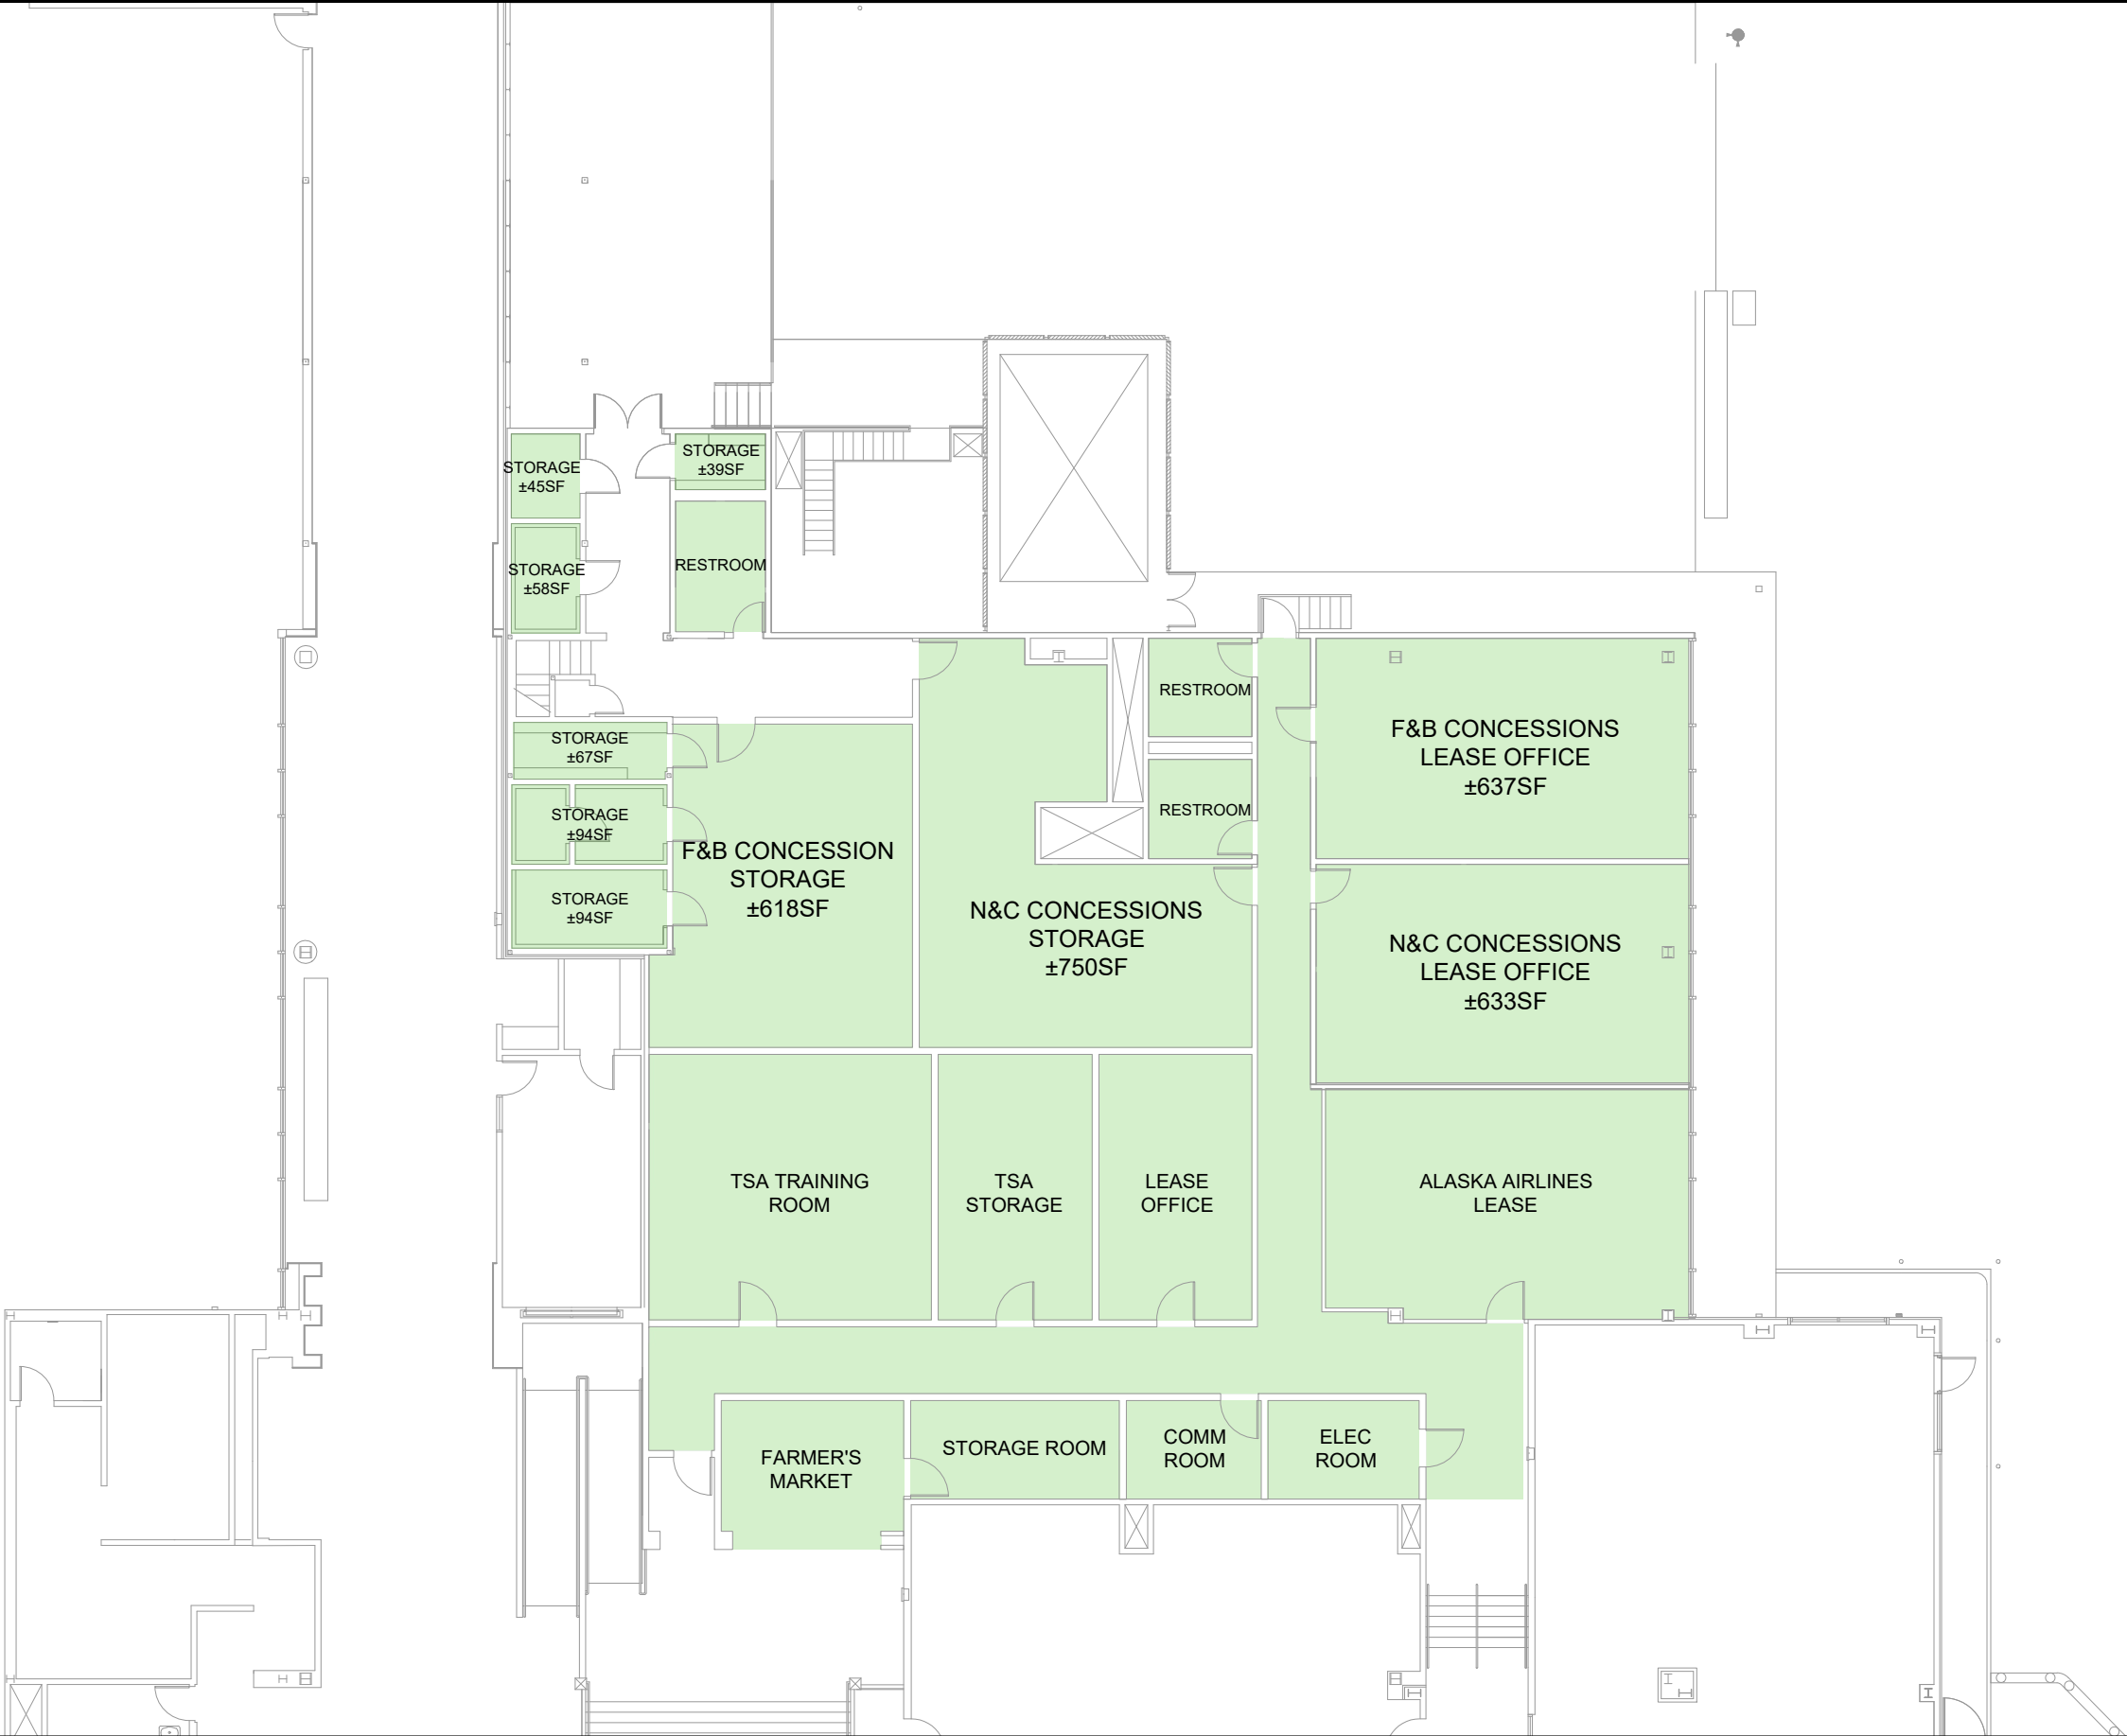 STORAGE
±39SF
STORAGE
±45SF
RESTROOM
STORAGE
±58SF
RESTROOM
F&B CONCESSIONS
LEASE OFFICE
±637SF
STORAGE
±67SF
RESTROOM
STORAGE
±94SF
F&B CONCESSION
STORAGE
±618SF
STORAGE
±94SF
N&C CONCESSIONS
STORAGE
±750SF
N&C CONCESSIONS
LEASE OFFICE
±633SF
TSA TRAINING
ROOM
TSA
STORAGE
LEASE
OFFICE
ALASKA AIRLINES
LEASE
FARMER'S
MARKET
STORAGE ROOM
COMM
ROOM
ELEC
ROOM